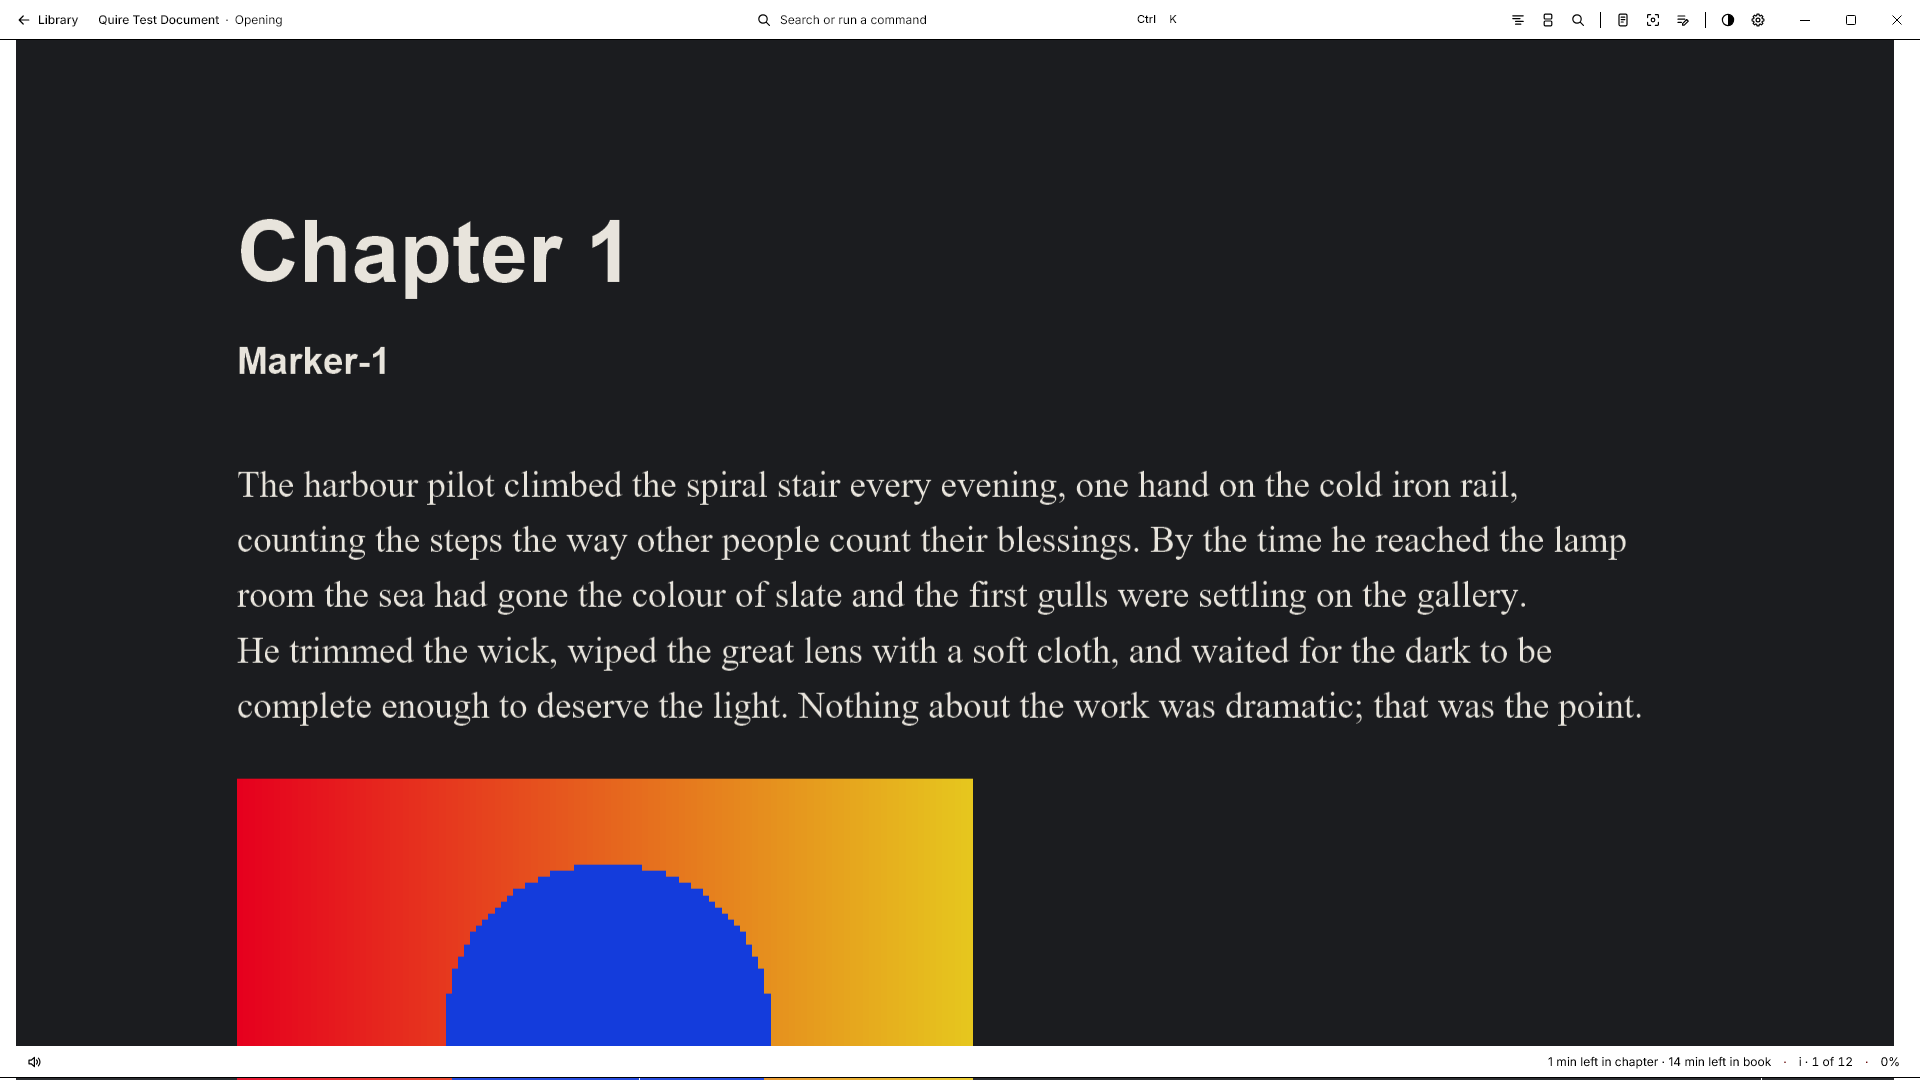 Library Quire Test Document · Opening Search or run a command Ctrl K
Chapter 1
Marker-1
The harbour pilot climbed the spiral stair every evening, one hand on the cold iron rail,
counting the steps the way other people count their blessings. By the time he reached the lamp
room the sea had gone the colour of slate and the first gulls were settling on the gallery.
He trimmed the wick, wiped the great lens with a soft cloth, and waited for the dark to be
complete enough to deserve the light. Nothing about the work was dramatic; that was the point.
1 min left in chapter · 14 min left in book · i · 1 of 12 · 0%